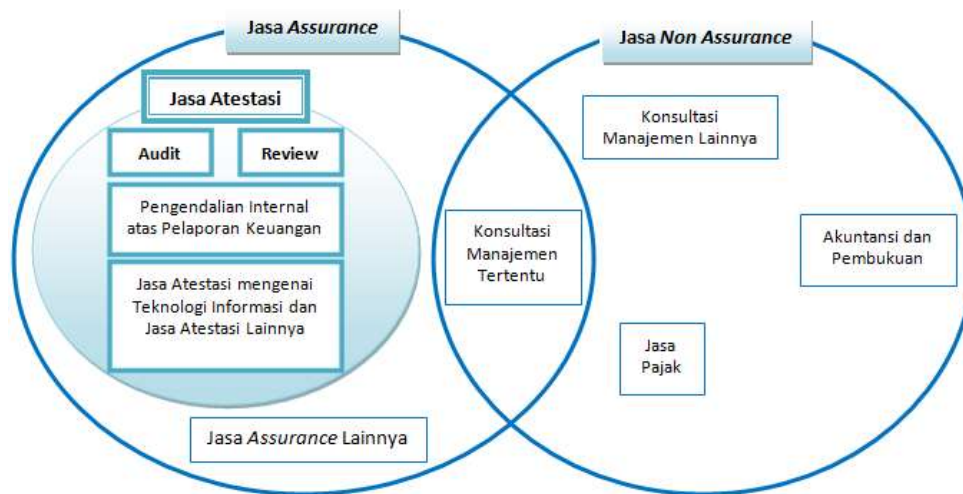 Jasa Assurance
Jasa Atestasi
Audit
Review
Pengendalian Internal
atas Pelaporan Keuangan
Jasa Atestasi mengenai
Teknologi Informasi dan
Jasa Atestasi Lainnya
Jasa Assurance Lainnya
Konsultasi
Manajemen
Tertentu
Jasa Non Assurance
Konsultasi
Manajemen Lainnya
Akuntansi dan
Pembukuan
Jasa
Pajak